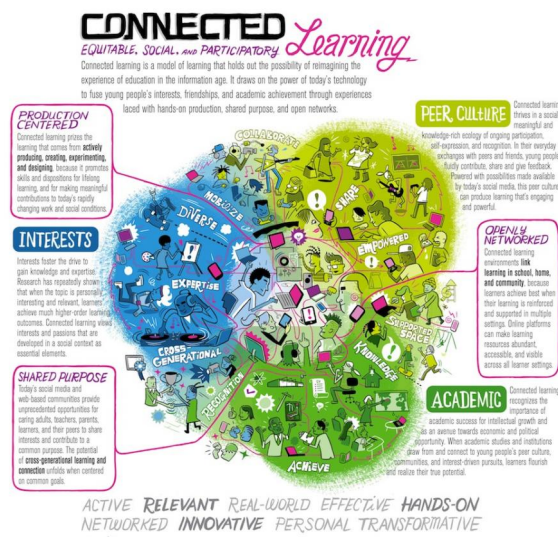 CONNECTED Learning
EQUITABLE, SOCIAL, AND PARTICIPATORY
Connected learning is a model of learning that holds out the possibility of reimagining the
experience of education in the information age. It draws on the power of today's technology
to fuse young people's interests, friendships, and academic achievement through experiences
laced with hands-on production, shared purpose, and open networks.
PRODUCTION
CENTERED
Connected learning prizes the
learning that comes from actively
producing, creating, experimenting,
and designing, because it promotes
skills and dispositions for lifelong
learning, and for making meaningful
contributions to today's rapidly
changing work and social conditions.
INTERESTS
Interests foster the drive to
gain knowledge and expertise.
Research has repeatedly shown
that when the topic is personally
interesting and relevant, learners
achieve much higher-order learning
outcomes. Connected learning views
interests and passions that are
developed in a social context as
essential elements.
SHARED PURPOSE
Today's social media and
web-based communities provide
unprecedented opportunities for
caring adults, teachers, parents,
learners, and their peers to share
interests and contribute to a
common purpose. The potential
of cross-generational learning and
connection unfolds when centered
on common goals.
PEER CULTURE
Connected learning
thrives in a social
meaningful and
knowledge-rich ecology of ongoing participation,
self-expression, and recognition. In their everyday
exchanges with peers and friends, young people
fluidly contribute, share and give feedback.
Powered with possibilities made available
by today's social media, this peer culture
can produce learning that's engaging
and powerful.
OPENLY
NETWORKED
Connected learning
environments link
learning in school, home,
and community, because
learners achieve best when
their learning is reinforced
and supported in multiple
settings. Online platforms
can make learning
resources abundant,
accessible, and visible
across all learner settings.
ACADEMIC
Connected learning
recognizes the
importance of
academic success for intellectual growth and
as an avenue towards economic and political
opportunity. When academic studies and institutions
draw from and connect to young people's peer culture,
communities, and interest-driven pursuits, learners flourish
and realize their true potential.
COLLABORATE
MOBILIZE
DIVERSE
EXPERTISE
CROSS
GENERATIONAL
SHARE
EMPOWERED
SUPPORTED
SPACE
KNOWLEDGE
RECOGNITION
ACHIEVE
ACTIVE RELEVANT REAL-WORLD EFFECTIVE HANDS-ON
NETWORKED INNOVATIVE PERSONAL TRANSFORMATIVE